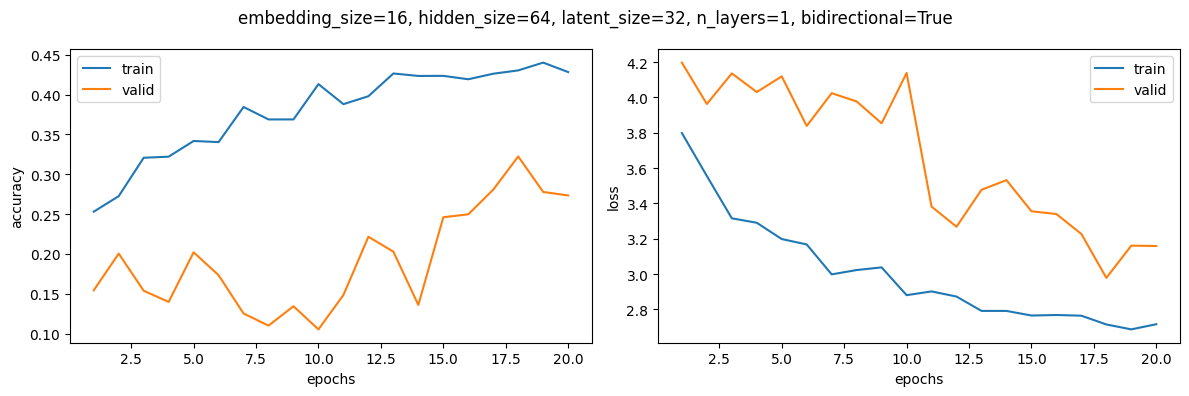 embedding_size=16, hidden_size=64, latent_size=32, n_layers=1, bidirectional=True
0.45
0.40
0.35
0.30
0.25
0.20
0.15
0.10
accuracy
train
valid
2.5 5.0 7.5 10.0 12.5 15.0 17.5 20.0
epochs
4.2
4.0
3.8
3.6
3.4
3.2
3.0
2.8
loss
train
valid
2.5 5.0 7.5 10.0 12.5 15.0 17.5 20.0
epochs